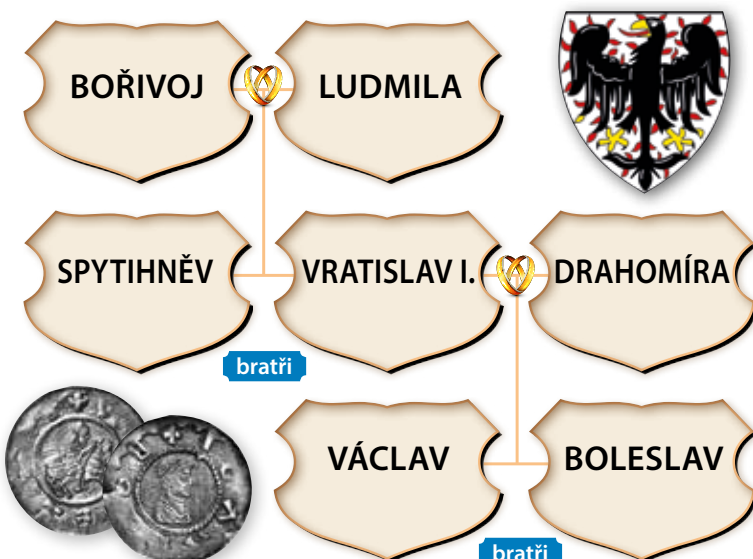 BOŘIVOJ
LUDMILA
SPYTIHNĚV
VRATISLAV I.
DRAHOMÍRA
bratři
VÁCLAV
BOLESLAV
bratři